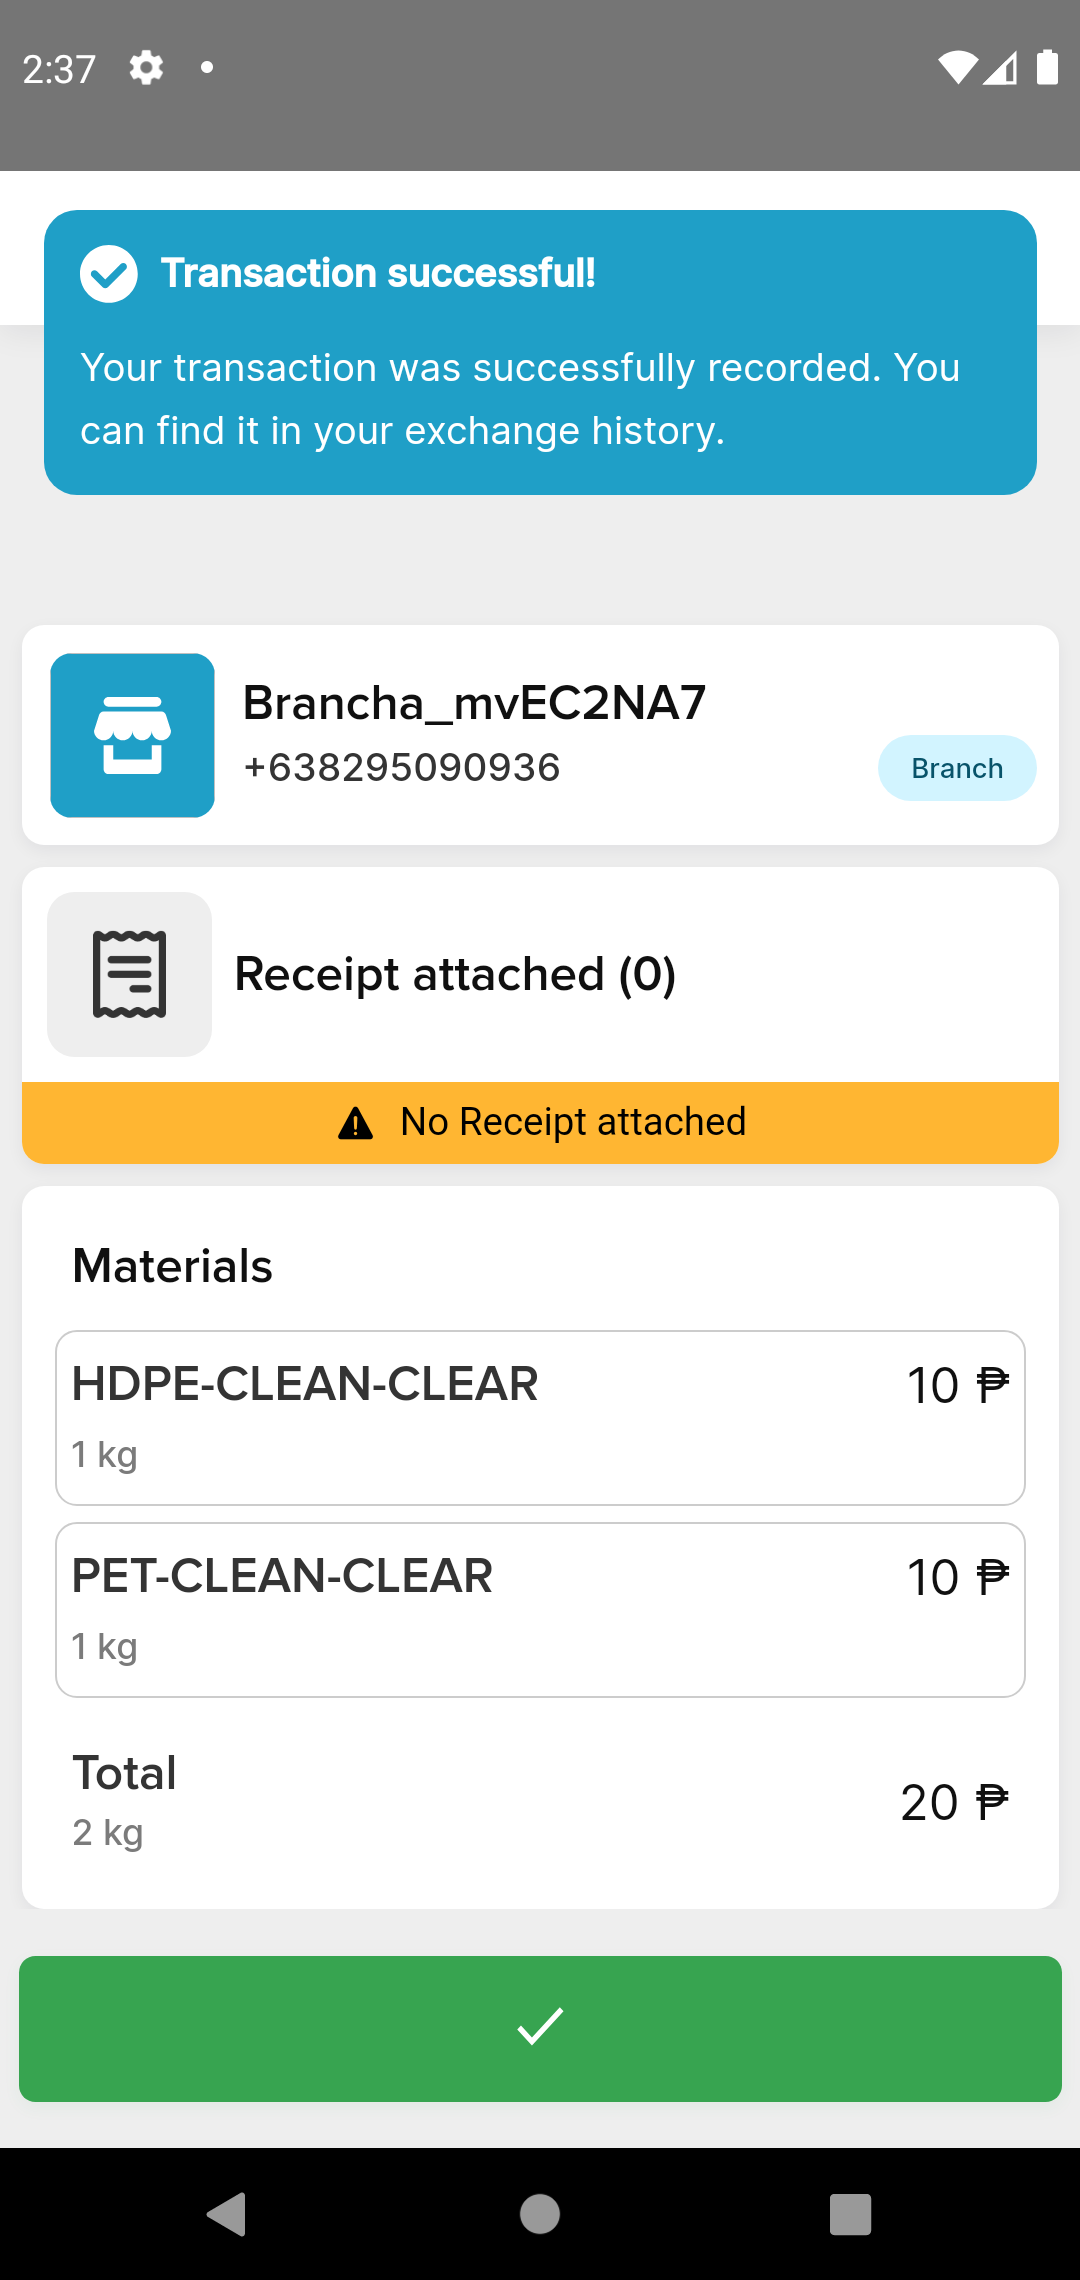 2:37
Transaction successful!
Your transaction was successfully recorded. You
can find it in your exchange history.
Brancha_mvEC2NA7
+638295090936
Branch
Receipt attached (0)
No Receipt attached
Materials
HDPE-CLEAN-CLEAR
10 ₱
1 kg
PET-CLEAN-CLEAR
10 ₱
1 kg
Total
20 ₱
2 kg